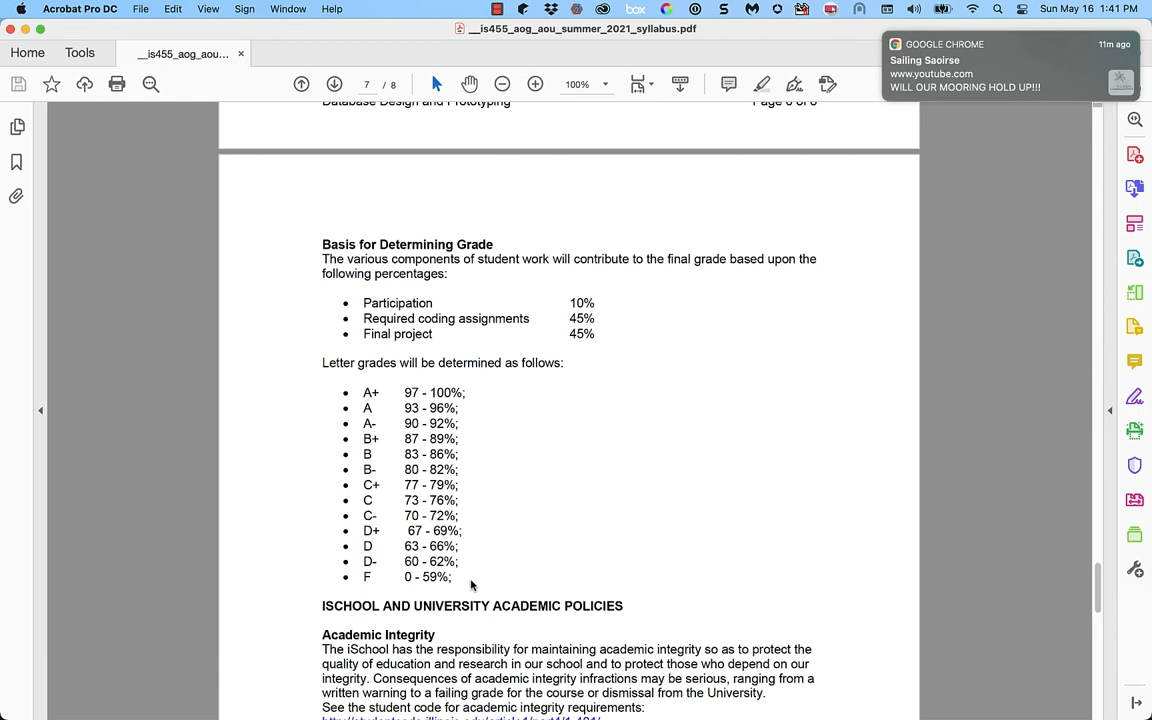 Acrobat Pro DC File Edit View Sign Window Help box Sun May 16 1:41 PM
__is455_aog_aou_summer_2021_syllabus.pdf
Home Tools __is455_aog_aou... ×
GOOGLE CHROME 11m ago
Sailing Saoirse
www.youtube.com
WILL OUR MOORING HOLD UP!!!
7 / 8 100%
Database Design and Prototyping Page 6 of 8
Basis for Determining Grade
The various components of student work will contribute to the final grade based upon the
following percentages:
• Participation 10%
• Required coding assignments 45%
• Final project 45%
Letter grades will be determined as follows:
• A+ 97 - 100%;
• A 93 - 96%;
• A- 90 - 92%;
• B+ 87 - 89%;
• B 83 - 86%;
• B- 80 - 82%;
• C+ 77 - 79%;
• C 73 - 76%;
• C- 70 - 72%;
• D+ 67 - 69%;
• D 63 - 66%;
• D- 60 - 62%;
• F 0 - 59%;
ISCHOOL AND UNIVERSITY ACADEMIC POLICIES
Academic Integrity
The iSchool has the responsibility for maintaining academic integrity so as to protect the
quality of education and research in our school and to protect those who depend on our
integrity. Consequences of academic integrity infractions may be serious, ranging from a
written warning to a failing grade for the course or dismissal from the University.
See the student code for academic integrity requirements:
http://studentcode.illinois.edu/article1/part4/1-401/